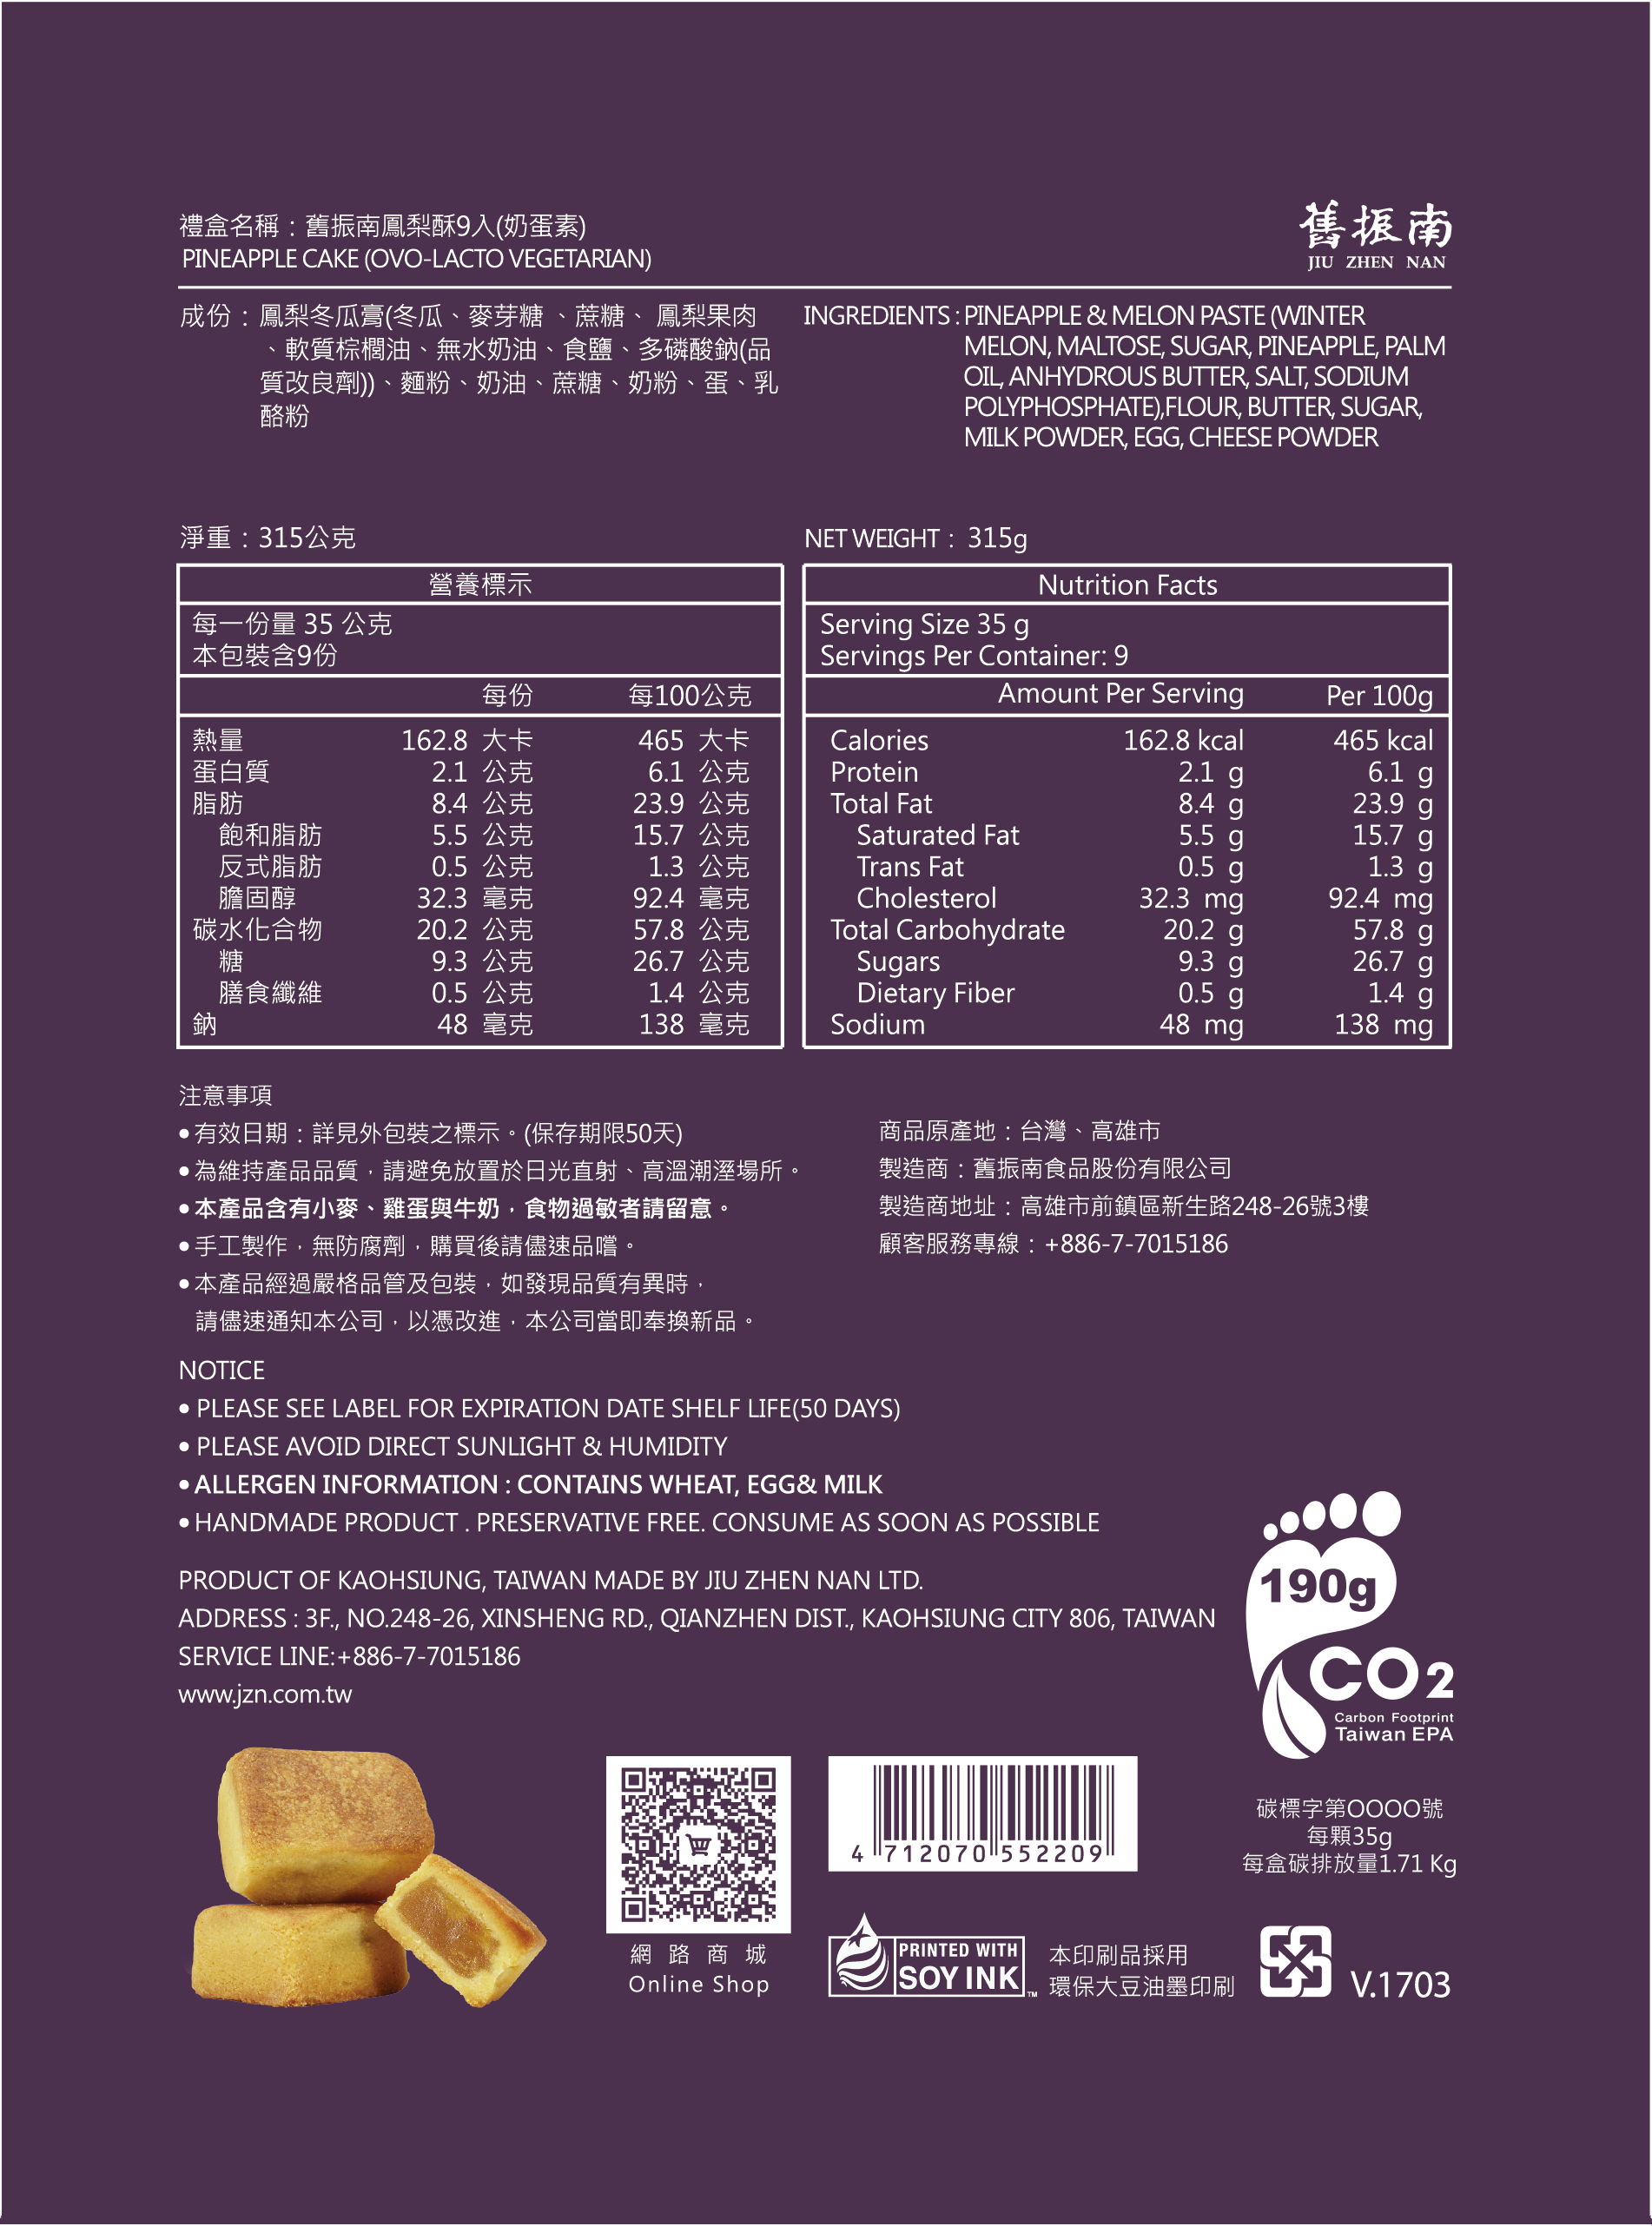 禮盒名稱：舊振南鳳梨酥9入(奶蛋素)
PINEAPPLE CAKE (OVO-LACTO VEGETARIAN)
舊振南
JIU ZHEN NAN
成份：鳳梨冬瓜膏(冬瓜、麥芽糖、蔗糖、鳳梨果肉
、軟質棕櫚油、無水奶油、食鹽、多磷酸鈉(品
質改良劑))、麵粉、奶油、蔗糖、奶粉、蛋、乳
酪粉
INGREDIENTS : PINEAPPLE & MELON PASTE (WINTER
MELON, MALTOSE, SUGAR, PINEAPPLE, PALM
OIL, ANHYDROUS BUTTER, SALT, SODIUM
POLYPHOSPHATE),FLOUR, BUTTER, SUGAR,
MILK POWDER, EGG, CHEESE POWDER
淨重：315公克
營養標示
每一份量 35 公克
本包裝含9份
每份 每100公克
熱量 162.8 大卡 465 大卡
蛋白質 2.1 公克 6.1 公克
脂肪 8.4 公克 23.9 公克
飽和脂肪 5.5 公克 15.7 公克
反式脂肪 0.5 公克 1.3 公克
膽固醇 32.3 毫克 92.4 毫克
碳水化合物 20.2 公克 57.8 公克
糖 9.3 公克 26.7 公克
膳食纖維 0.5 公克 1.4 公克
鈉 48 毫克 138 毫克
NET WEIGHT : 315g
Nutrition Facts
Serving Size 35 g
Servings Per Container: 9
Amount Per Serving Per 100g
Calories 162.8 kcal 465 kcal
Protein 2.1 g 6.1 g
Total Fat 8.4 g 23.9 g
Saturated Fat 5.5 g 15.7 g
Trans Fat 0.5 g 1.3 g
Cholesterol 32.3 mg 92.4 mg
Total Carbohydrate 20.2 g 57.8 g
Sugars 9.3 g 26.7 g
Dietary Fiber 0.5 g 1.4 g
Sodium 48 mg 138 mg
注意事項
●有效日期：詳見外包裝之標示。(保存期限50天)
●為維持產品品質，請避免放置於日光直射、高溫潮溼場所。
●本產品含有小麥、雞蛋與牛奶，食物過敏者請留意。
●手工製作，無防腐劑，購買後請儘速品嚐。
●本產品經過嚴格品管及包裝，如發現品質有異時，
請儘速通知本公司，以憑改進，本公司當即奉換新品。
商品原產地：台灣、高雄市
製造商：舊振南食品股份有限公司
製造商地址：高雄市前鎮區新生路248-26號3樓
顧客服務專線：+886-7-7015186
NOTICE
● PLEASE SEE LABEL FOR EXPIRATION DATE SHELF LIFE(50 DAYS)
● PLEASE AVOID DIRECT SUNLIGHT & HUMIDITY
● ALLERGEN INFORMATION : CONTAINS WHEAT, EGG& MILK
● HANDMADE PRODUCT . PRESERVATIVE FREE. CONSUME AS SOON AS POSSIBLE
PRODUCT OF KAOHSIUNG, TAIWAN MADE BY JIU ZHEN NAN LTD.
ADDRESS : 3F., NO.248-26, XINSHENG RD., QIANZHEN DIST., KAOHSIUNG CITY 806, TAIWAN
SERVICE LINE:+886-7-7015186
www.jzn.com.tw
190g
CO2
Carbon Footprint
Taiwan EPA
碳標字第OOOO號
每顆35g
每盒碳排放量1.71 Kg
網路商城
Online Shop
4 712070 552209
PRINTED WITH
SOY INK
TM
本印刷品採用
環保大豆油墨印刷
V.1703